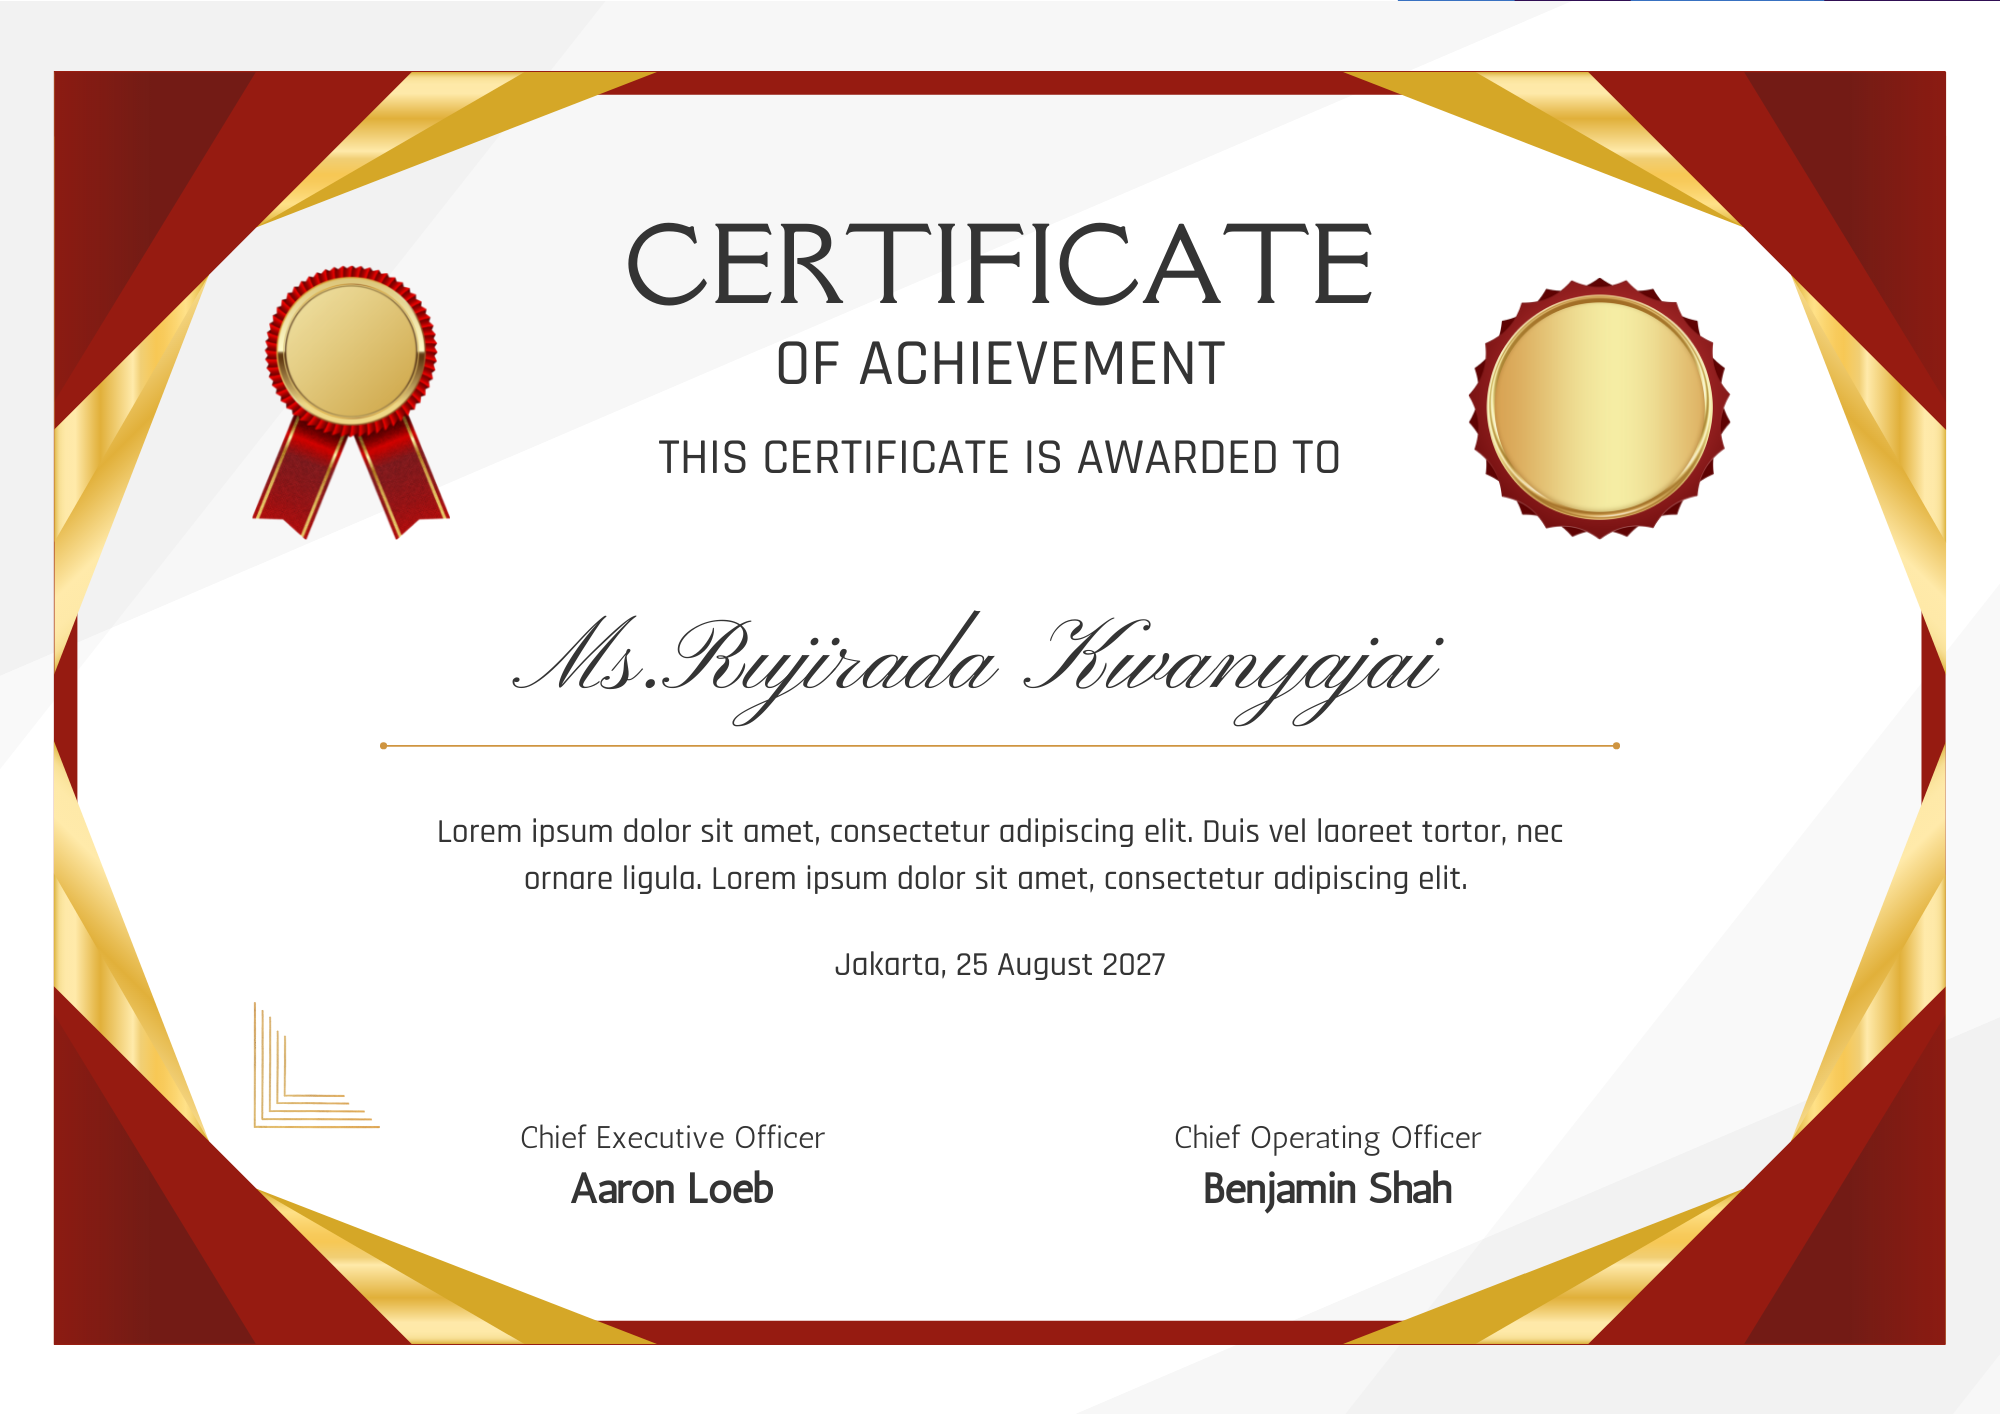 CERTIFICATE
OF ACHIEVEMENT
THIS CERTIFICATE IS AWARDED TO
Ms.Rujirada Kwanyajai
Lorem ipsum dolor sit amet, consectetur adipiscing elit. Duis vel laoreet tortor, nec
ornare ligula. Lorem ipsum dolor sit amet, consectetur adipiscing elit.
Jakarta, 25 August 2027
Chief Executive Officer
Aaron Loeb
Chief Operating Officer
Benjamin Shah